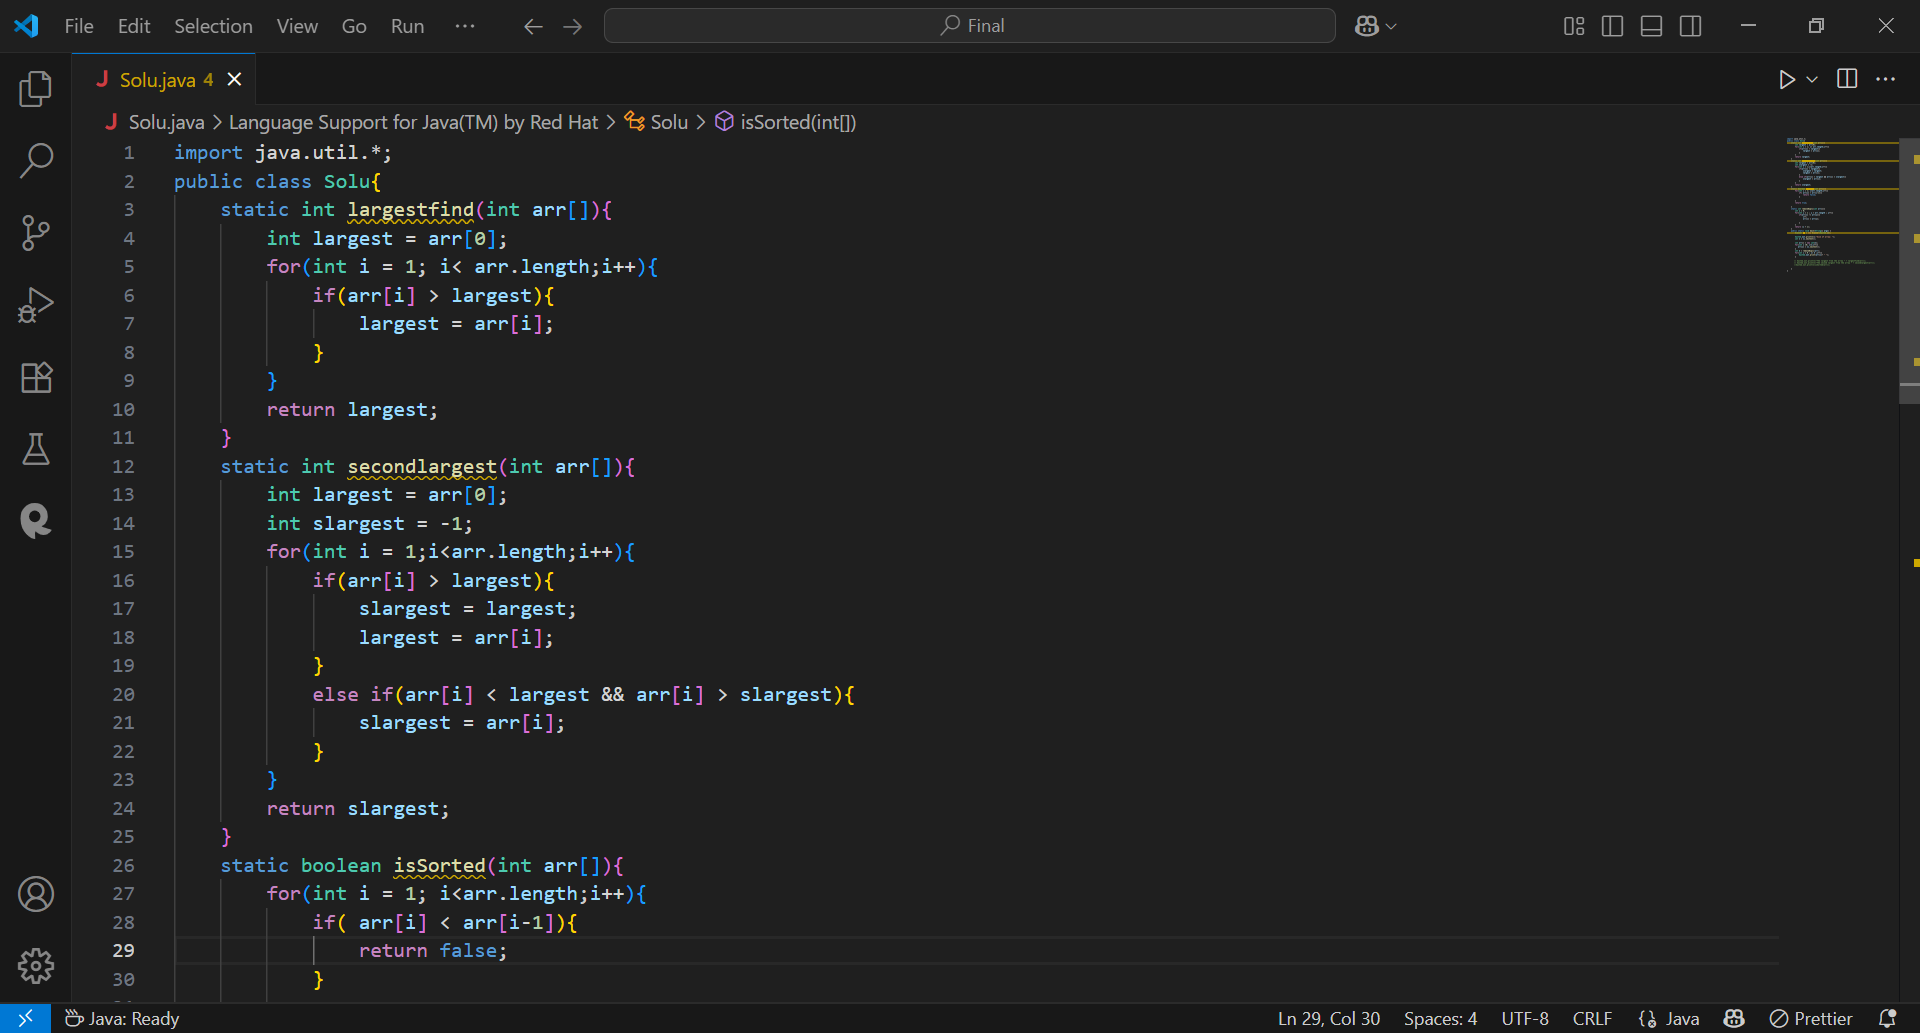 File Edit Selection View Go Run ··· Final
J Solu.java 4
J Solu.java > Language Support for Java(TM) by Red Hat > Solu > isSorted(int[])
1 import java.util.*;
2 public class Solu{
3     static int largestfind(int arr[]){
4         int largest = arr[0];
5         for(int i = 1; i< arr.length;i++){
6             if(arr[i] > largest){
7                 largest = arr[i];
8             }
9         }
10         return largest;
11     }
12     static int secondlargest(int arr[]){
13         int largest = arr[0];
14         int slargest = -1;
15         for(int i = 1;i<arr.length;i++){
16             if(arr[i] > largest){
17                 slargest = largest;
18                 largest = arr[i];
19             }
20             else if(arr[i] < largest && arr[i] > slargest){
21                 slargest = arr[i];
22             }
23         }
24         return slargest;
25     }
26     static boolean isSorted(int arr[]){
27         for(int i = 1; i<arr.length;i++){
28             if( arr[i] < arr[i-1]){
29                 return false;
30             }
Java: Ready Ln 29, Col 30 Spaces: 4 UTF-8 CRLF Java Prettier